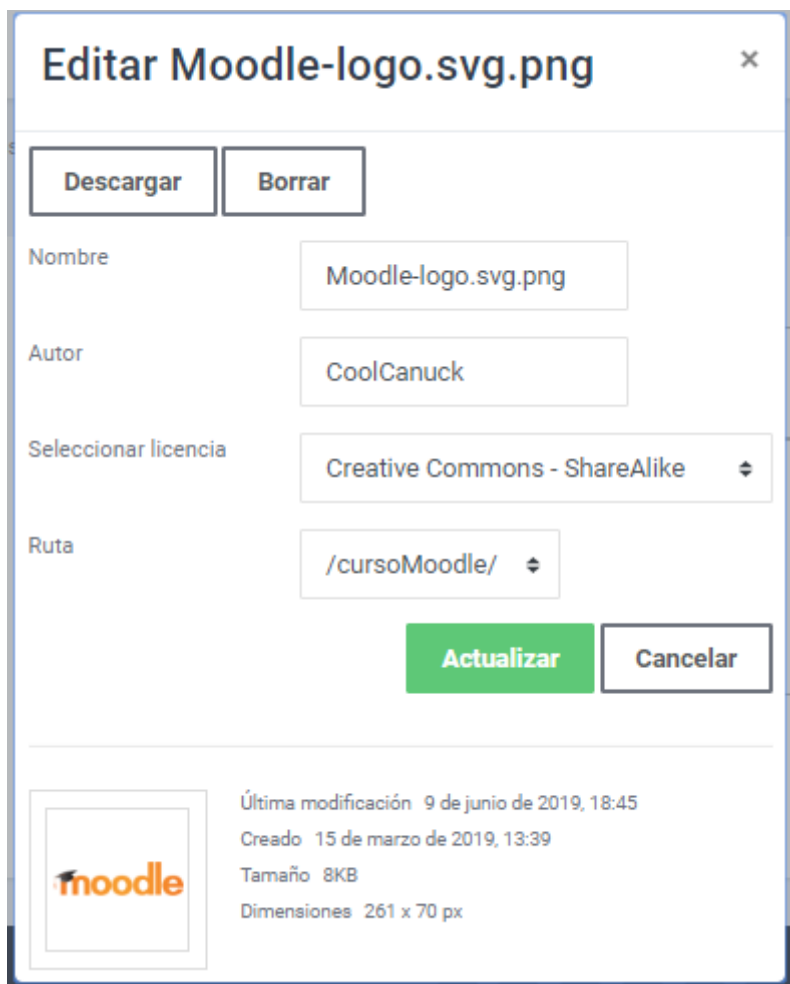 Editar Moodle-logo.svg.png ×
Descargar Borrar
Nombre Moodle-logo.svg.png
Autor CoolCanuck
Seleccionar licencia Creative Commons - ShareAlike
Ruta /cursoMoodle/
Actualizar Cancelar
Última modificación 9 de junio de 2019, 18:45
Creado 15 de marzo de 2019, 13:39
moodle Tamaño 8KB
Dimensiones 261 x 70 px